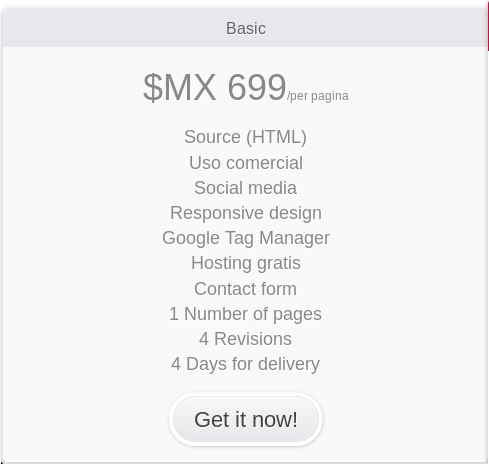 Basic
$MX 699/per pagina
Source (HTML)
Uso comercial
Social media
Responsive design
Google Tag Manager
Hosting gratis
Contact form
1 Number of pages
4 Revisions
4 Days for delivery
Get it now!